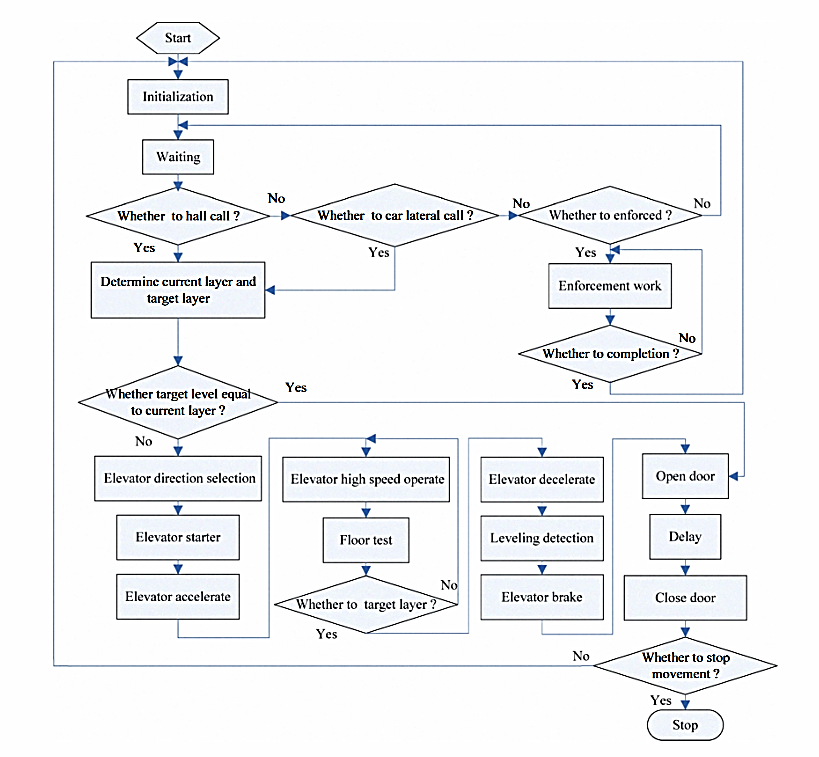 Start
Initialization
Waiting
Whether to hall call ?
No
Whether to car lateral call ?
No
Whether to enforced ?
No
Yes
Yes
Yes
Determine current layer and
target layer
Enforcement work
Whether to completion ?
No
Yes
Whether target level equal
to current layer ?
Yes
No
Elevator direction selection
Elevator starter
Elevator accelerate
Elevator high speed operate
Floor test
Whether to target layer ?
No
Yes
Elevator decelerate
Leveling detection
Elevator brake
Open door
Delay
Close door
Whether to stop
movement ?
No
Yes
Stop